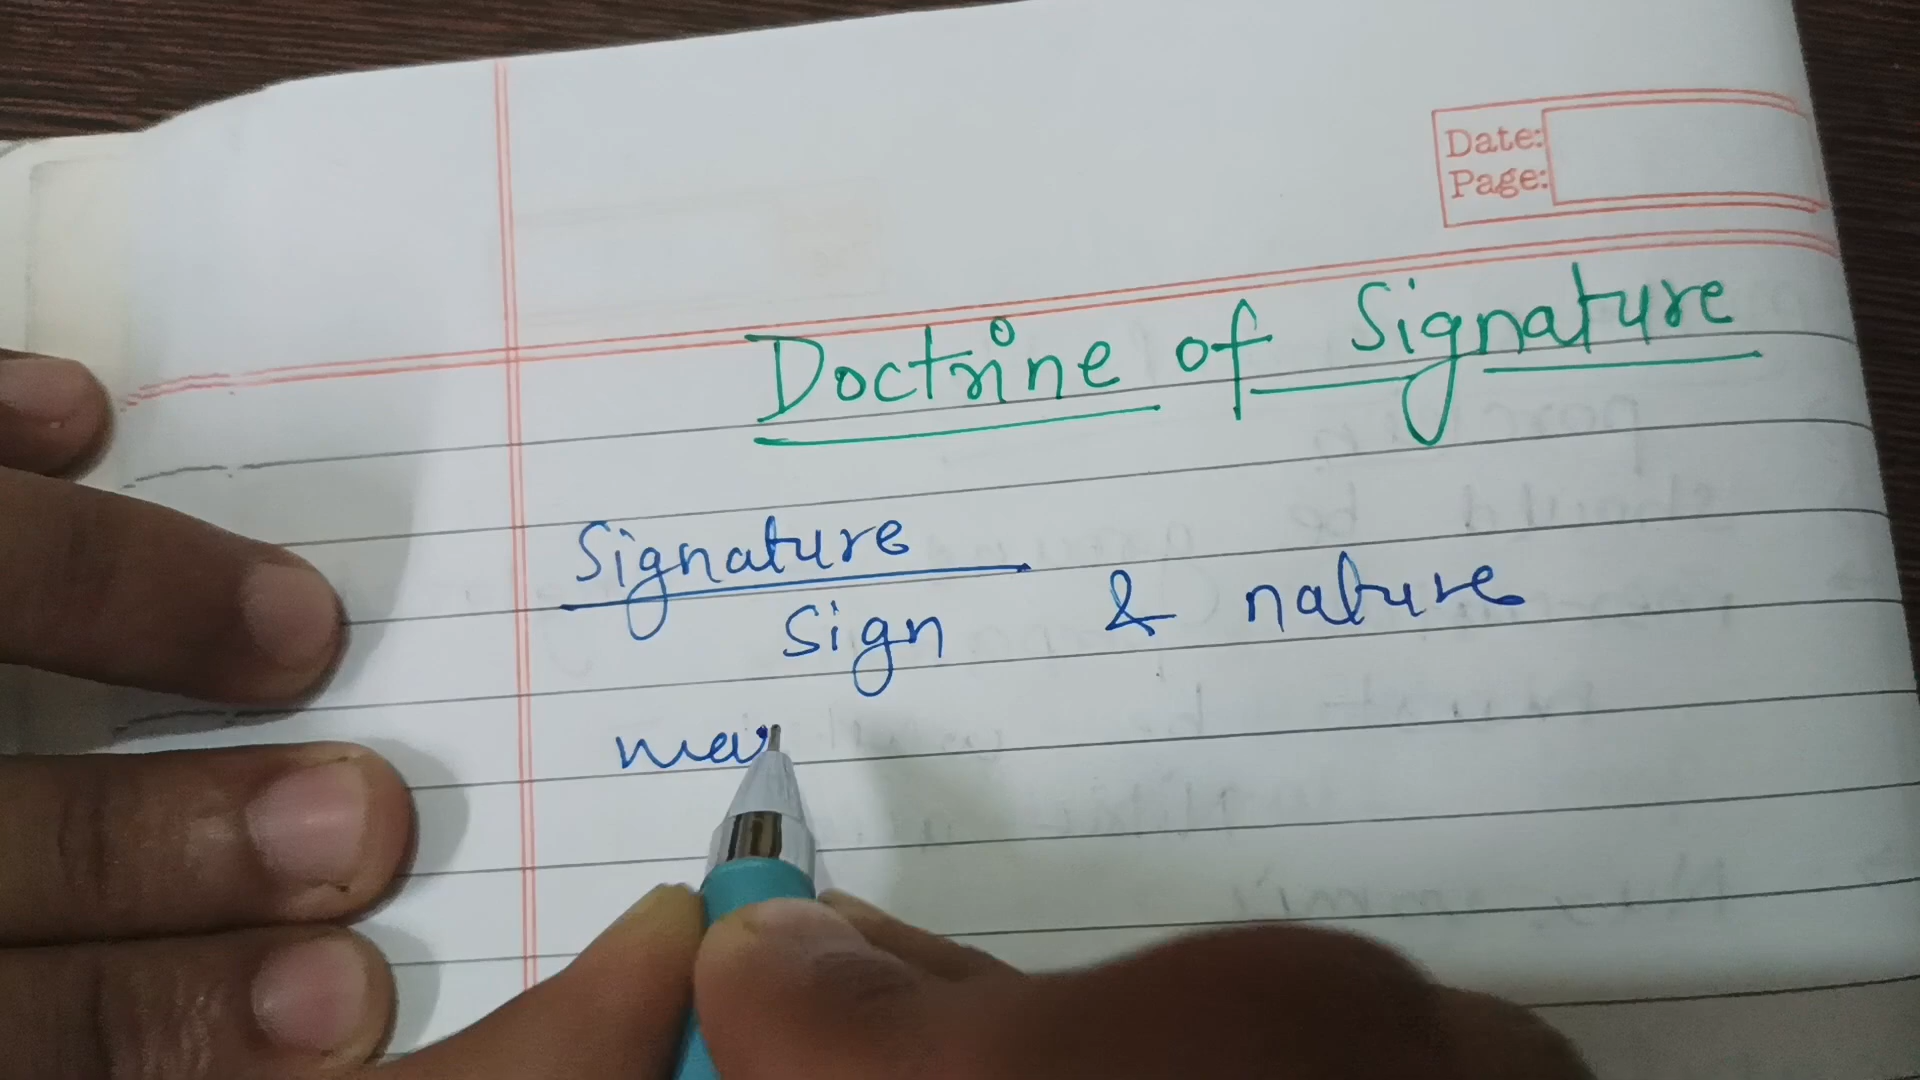 Date:
Page:
Doctrine of Signature
Signature
Sign & nature